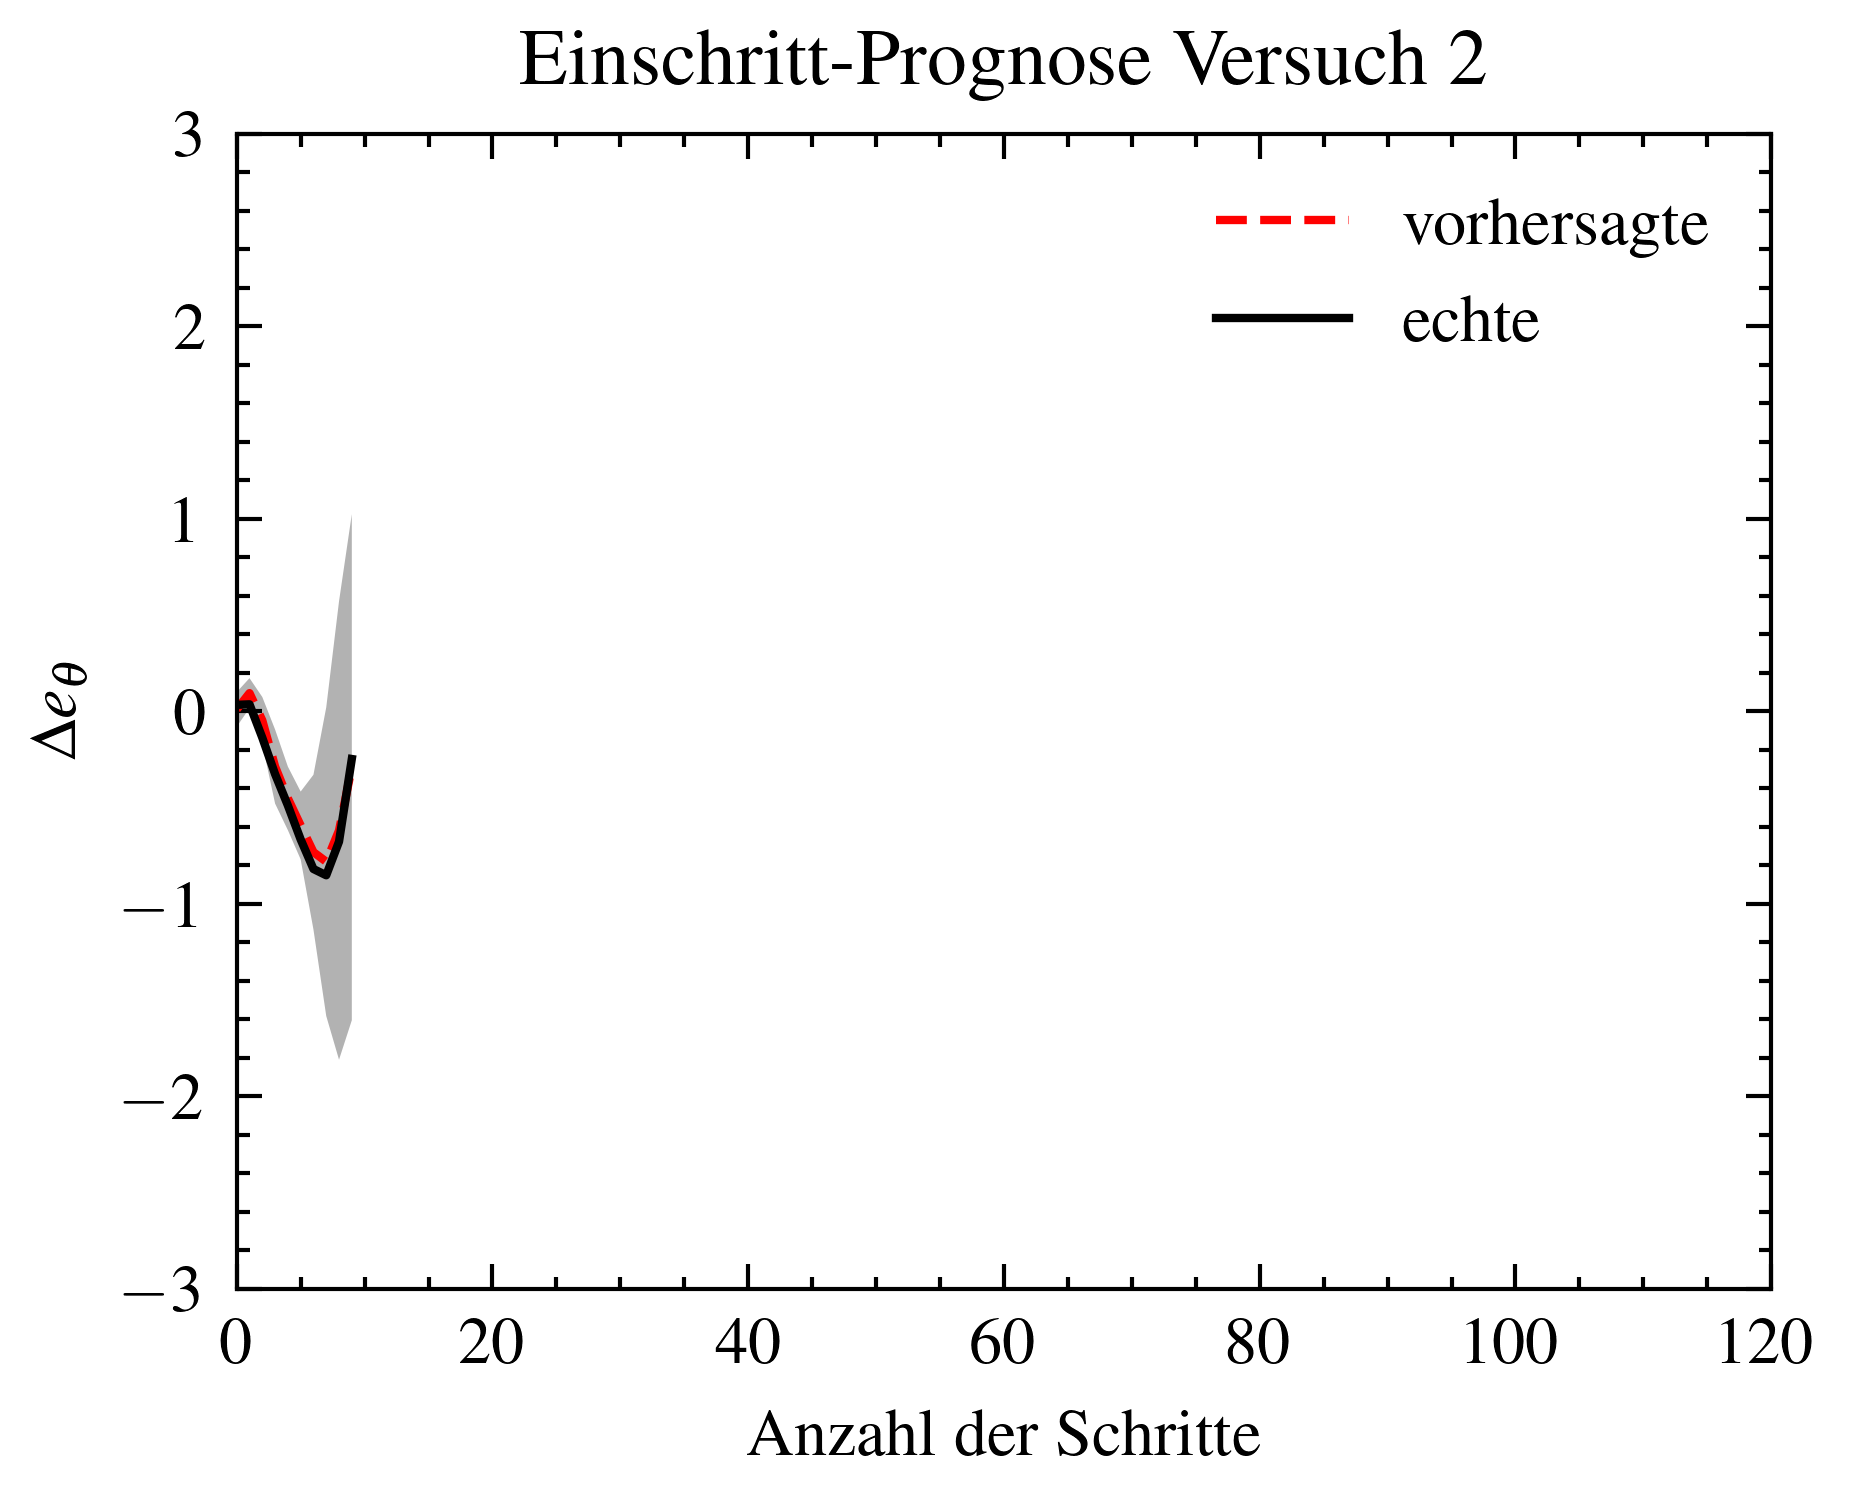 Einschritt-Prognose Versuch 2
3
2
1
0
−1
−2
−3
Δe_θ
vorhersagte
echte
0 20 40 60 80 100 120
Anzahl der Schritte